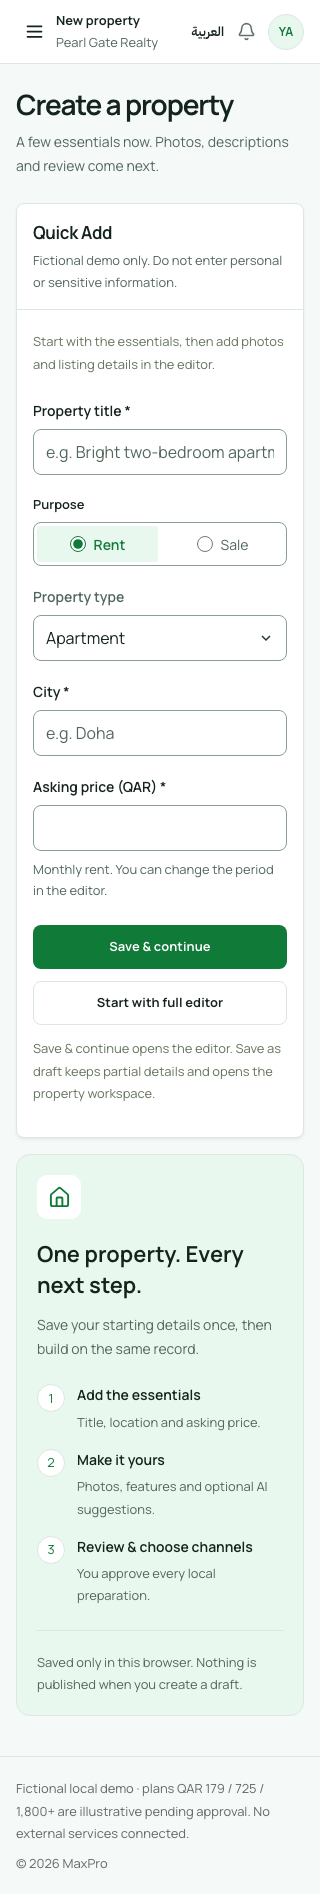 New property
Pearl Gate Realty
العربية
YA
Create a property
A few essentials now. Photos, descriptions
and review come next.
Quick Add
Fictional demo only. Do not enter personal
or sensitive information.
Start with the essentials, then add photos
and listing details in the editor.
Property title *
e.g. Bright two-bedroom apartn
Purpose
Rent
Sale
Property type
Apartment
City *
e.g. Doha
Asking price (QAR) *
Monthly rent. You can change the period
in the editor.
Save & continue
Start with full editor
Save & continue opens the editor. Save as
draft keeps partial details and opens the
property workspace.
One property. Every
next step.
Save your starting details once, then
build on the same record.
1
Add the essentials
Title, location and asking price.
2
Make it yours
Photos, features and optional AI
suggestions.
3
Review & choose channels
You approve every local
preparation.
Saved only in this browser. Nothing is
published when you create a draft.
Fictional local demo · plans QAR 179 / 725 /
1,800+ are illustrative pending approval. No
external services connected.
© 2026 MaxPro